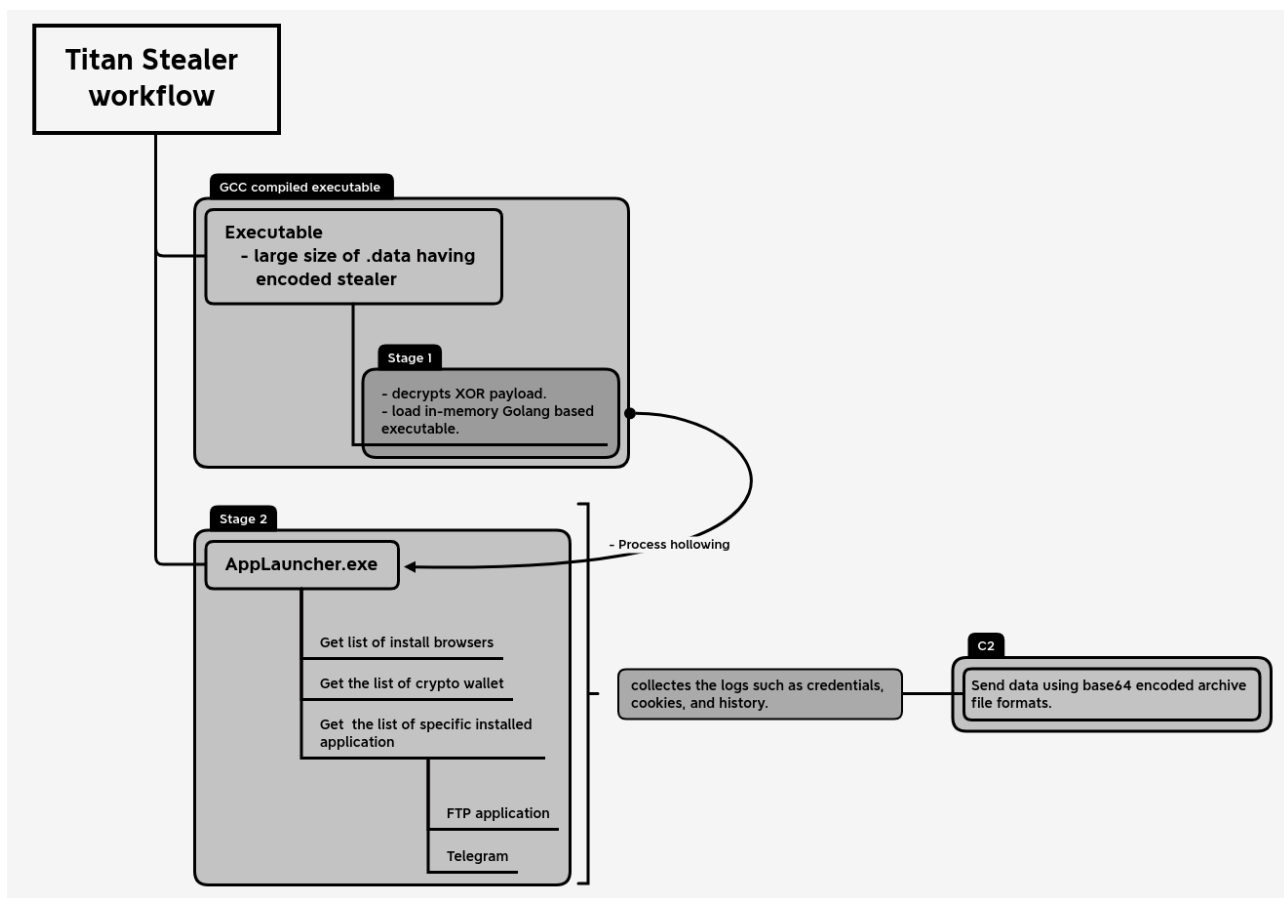 Titan Stealer
workflow
GCC compiled executable
Executable
- large size of .data having
encoded stealer
Stage 1
- decrypts XOR payload.
- load in-memory Golang based
executable.
- Process hollowing
Stage 2
AppLauncher.exe
Get list of install browsers
Get the list of crypto wallet
Get the list of specific installed
application
FTP application
Telegram
collectes the logs such as credentials,
cookies, and history.
C2
Send data using base64 encoded archive
file formats.